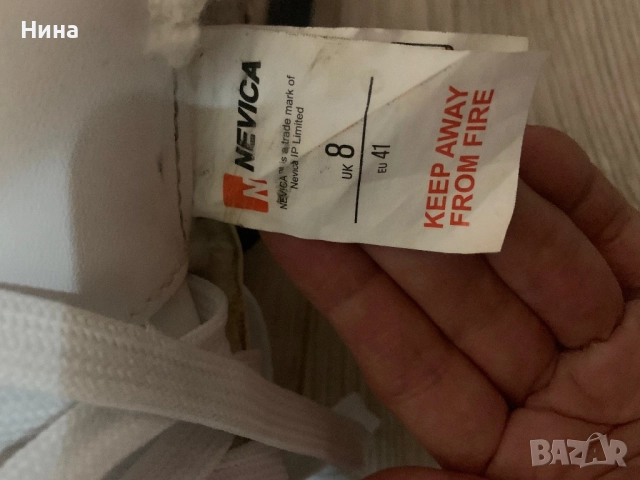 Нина
NEVICA
NEVICA™ is a trade mark of
Nevica IP Limited
UK 8
EU 41
KEEP AWAY
FROM FIRE
BAZAR